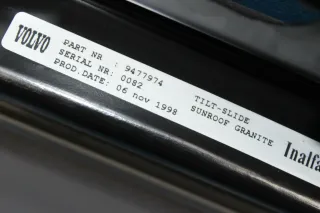 VOLVO
PART NR : 9477974
SERIAL NR: 0082
PROD.DATE: 06 nov 1998
TILT-SLIDE
SUNROOF GRANITE
Inalfa